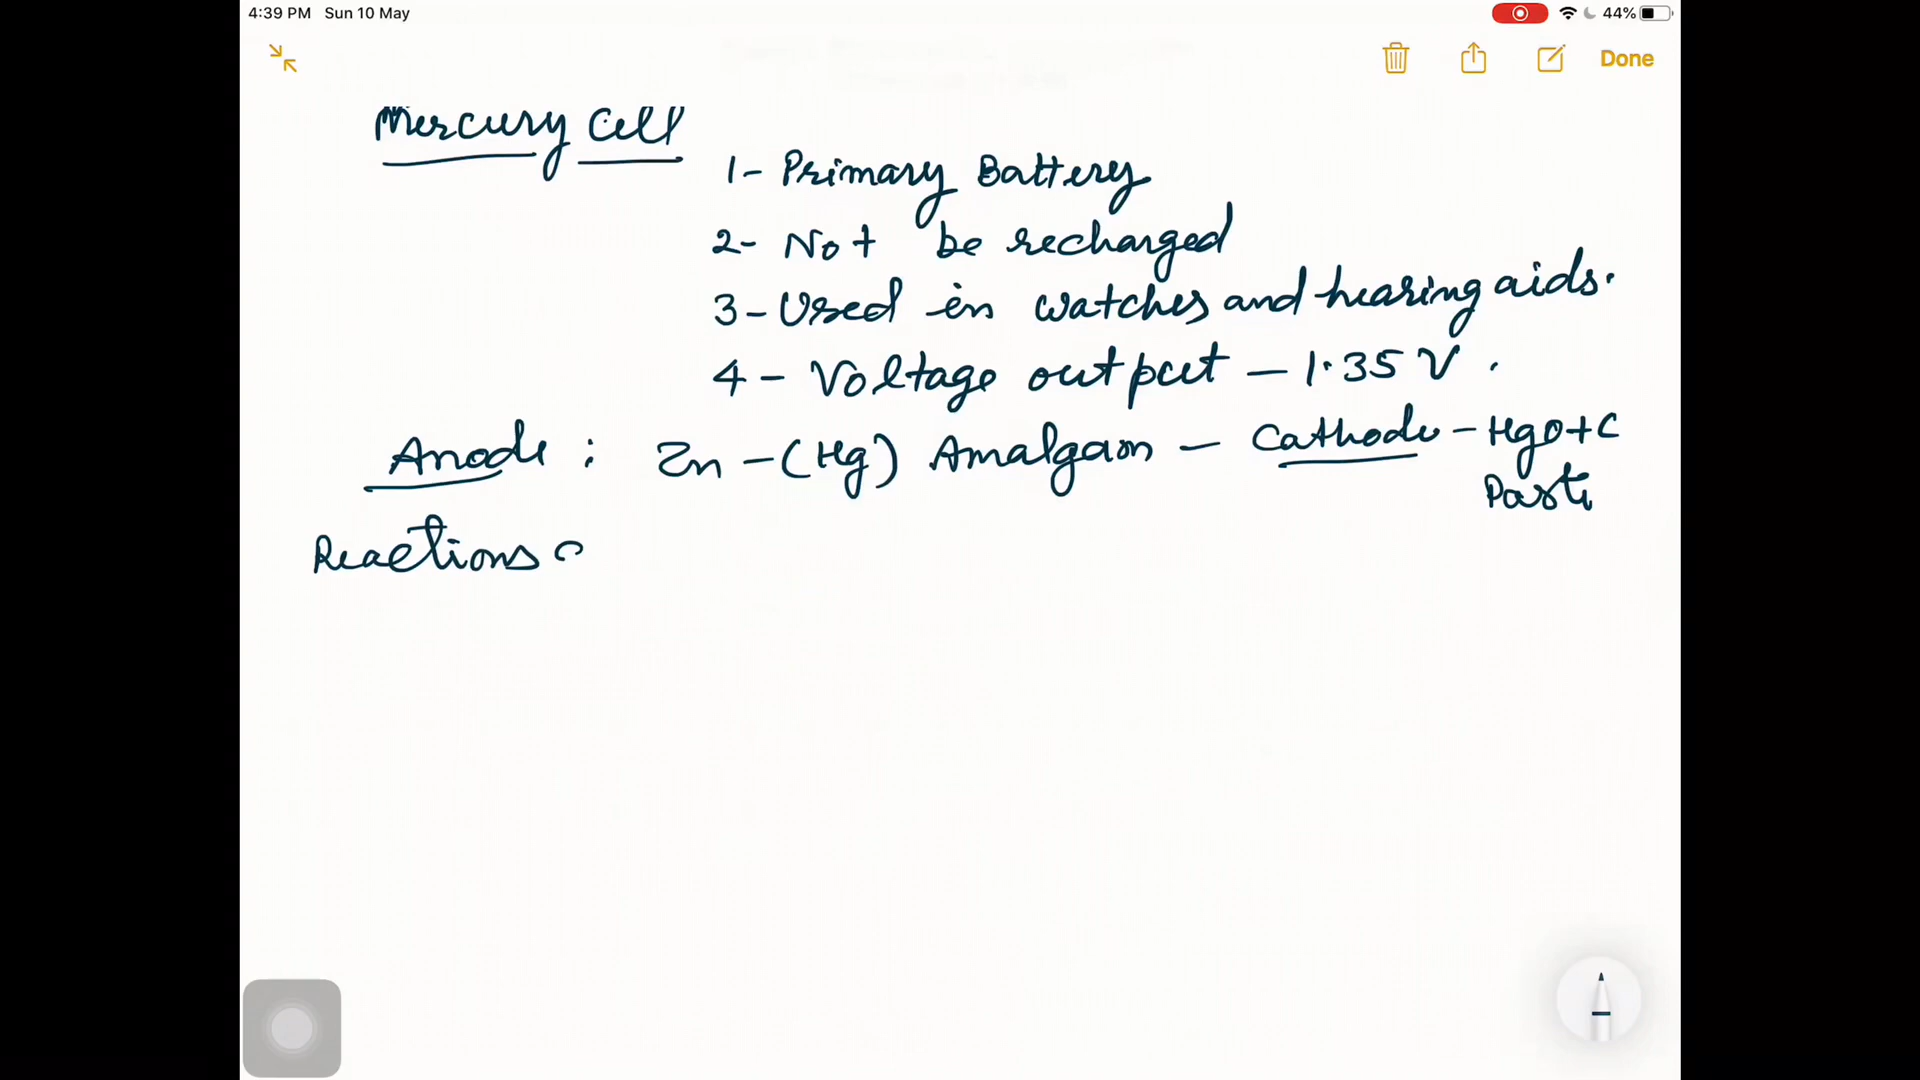 4:39 PM Sun 10 May
44%
Done
Mercury Cell
1- Primary Battery
2- Not be recharged
3- Used in watches and hearing aids.
4- Voltage output - 1.35 V.
Anode : Zn -(Hg) Amalgam - Cathode - HgO+C
Paste
Reactions